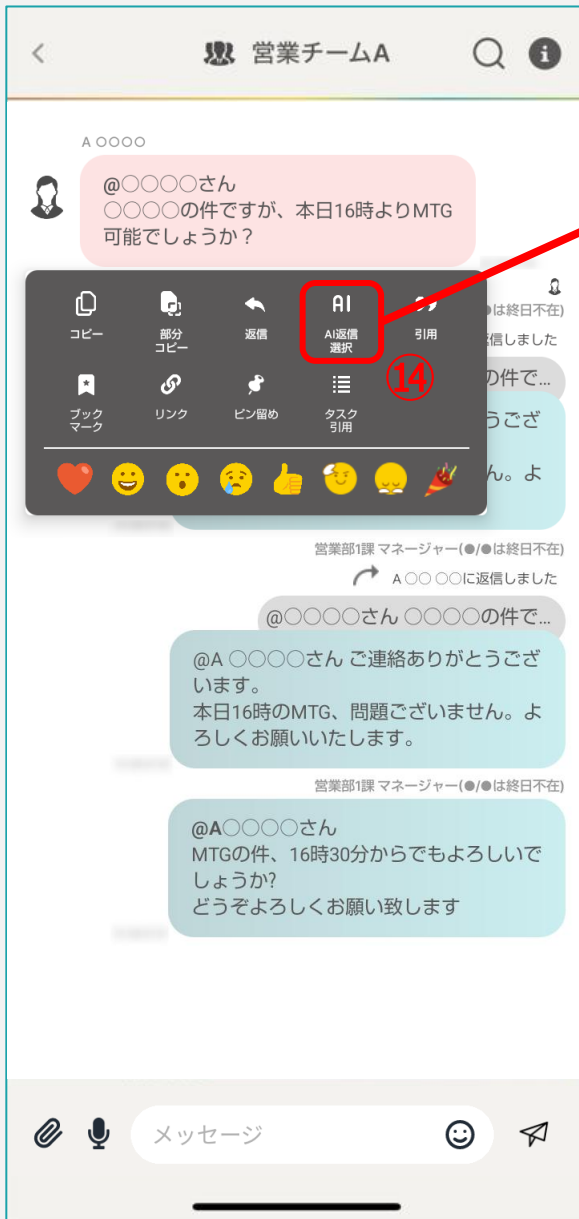 営業チームA
A ○○○○
@○○○○さん
○○○○の件ですが、本日16時よりMTG
可能でしょうか？
●は終日不在)
信しました
の件で...
うござ
ん。よ
コピー
部分
コピー
返信
AI
AI返信
選択
引用
⑭
ブック
マーク
リンク
ピン留め
タスク
引用
営業部1課 マネージャー(●/●は終日不在)
A ○○ ○○に返信しました
@○○○○さん ○○○○の件で...
@A ○○○○さん ご連絡ありがとうござ
います。
本日16時のMTG、問題ございません。よ
ろしくお願いいたします。
営業部1課 マネージャー(●/●は終日不在)
@A○○○○さん
MTGの件、16時30分からでもよろしいで
しょうか?
どうぞよろしくお願い致します
メッセージ